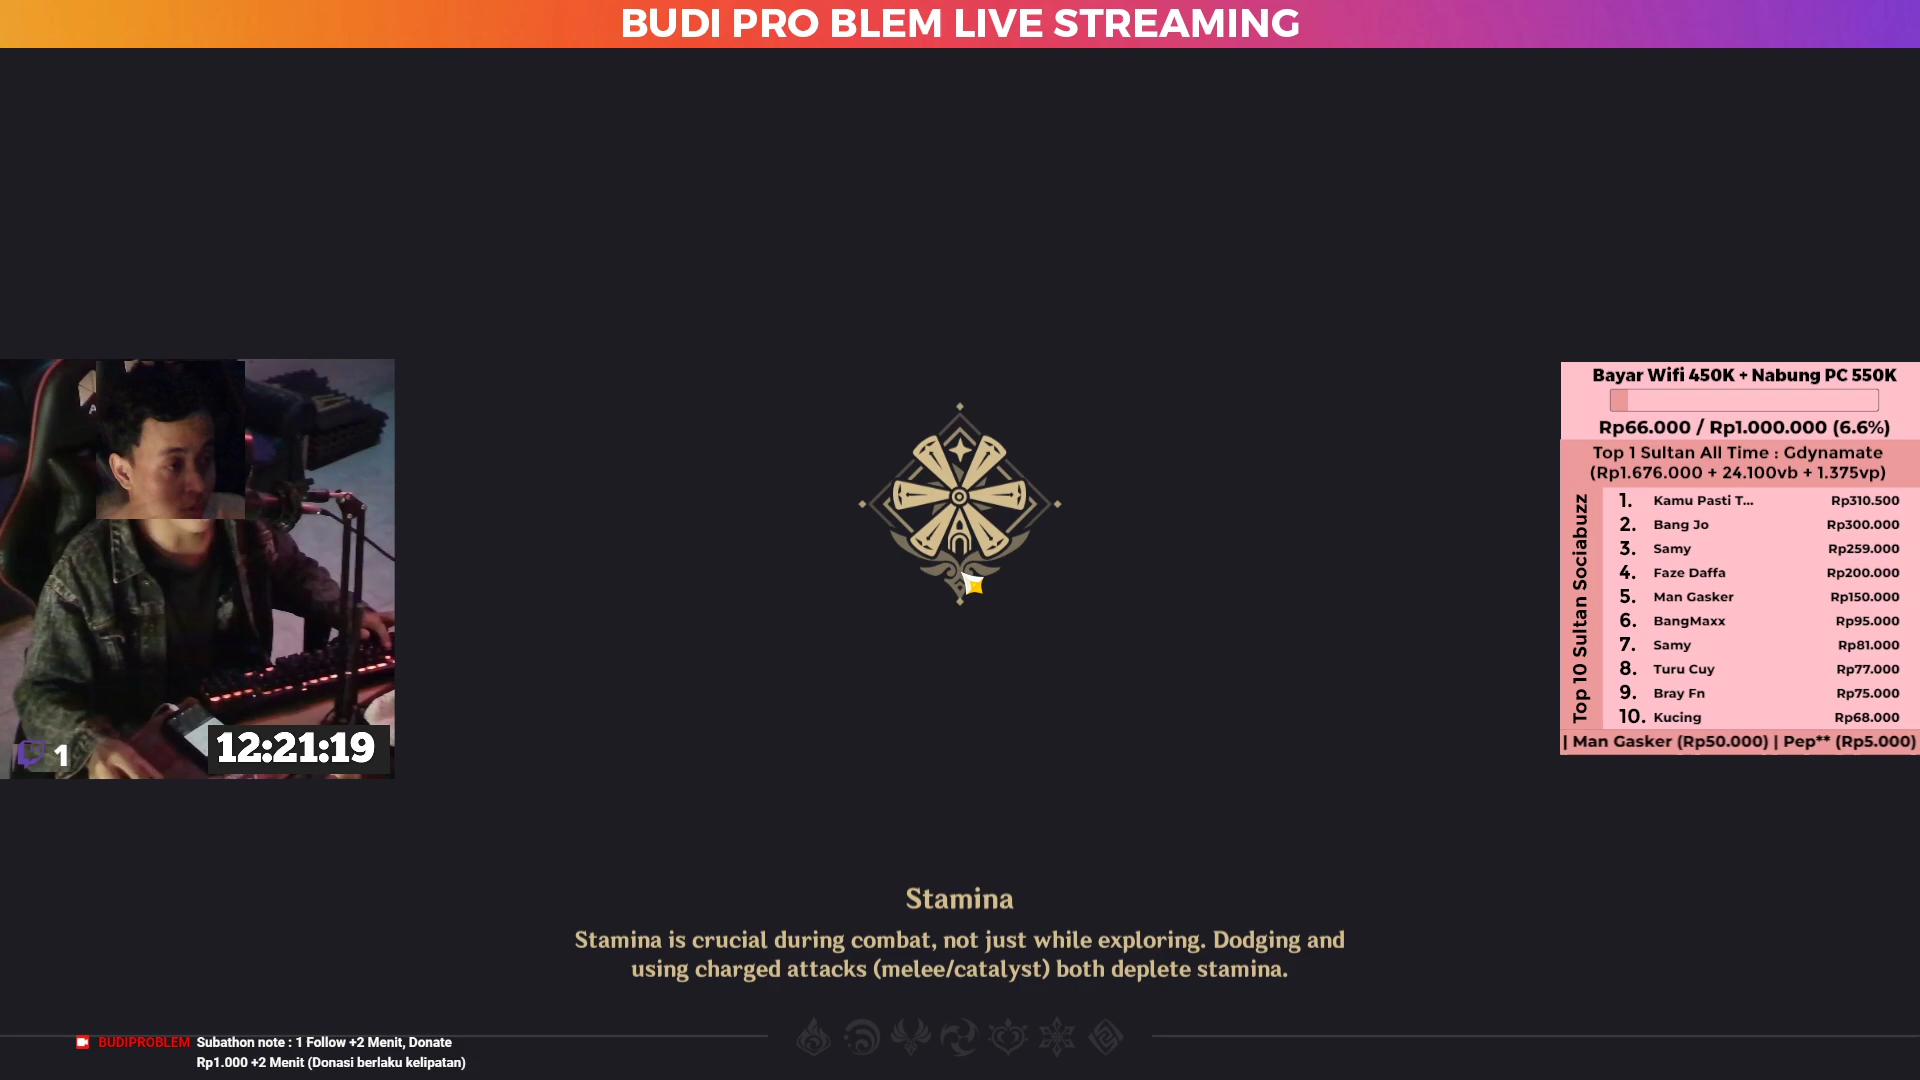 BUDI PRO BLEM LIVE STREAMING
Bayar Wifi 450K + Nabung PC 550K
Rp66.000 / Rp1.000.000 (6.6%)
Top 1 Sultan All Time : Gdynamate
(Rp1.676.000 + 24.100vb + 1.375vp)
Top 10 Sultan Sociabuzz
1. Kamu Pasti T... Rp310.500
2. Bang Jo Rp300.000
3. Samy Rp259.000
4. Faze Daffa Rp200.000
5. Man Gasker Rp150.000
6. BangMaxx Rp95.000
7. Samy Rp81.000
8. Turu Cuy Rp77.000
9. Bray Fn Rp75.000
10. Kucing Rp68.000
| Man Gasker (Rp50.000) | Pep** (Rp5.000)
1
12:21:19
Stamina
Stamina is crucial during combat, not just while exploring. Dodging and
using charged attacks (melee/catalyst) both deplete stamina.
BUDIPROBLEM Subathon note : 1 Follow +2 Menit, Donate
Rp1.000 +2 Menit (Donasi berlaku kelipatan)